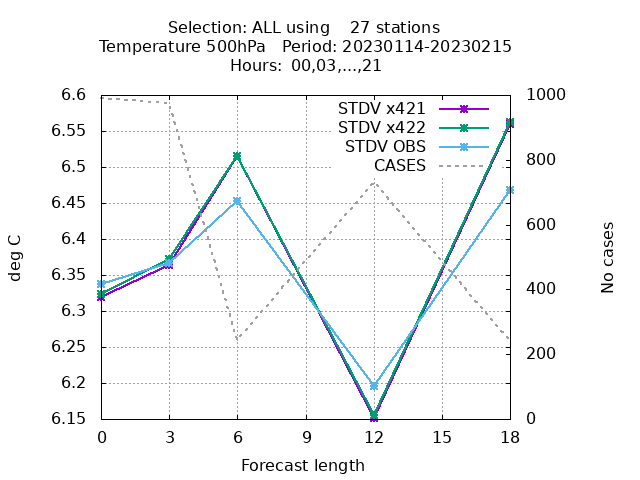 Selection: ALL using    27 stations
Temperature 500hPa   Period: 20230114-20230215
Hours:  00,03,...,21
STDV x421
STDV x422
STDV OBS
CASES
6.6
6.55
6.5
6.45
6.4
6.35
6.3
6.25
6.2
6.15
deg C
1000
800
600
400
200
0
No cases
0 3 6 9 12 15 18
Forecast length